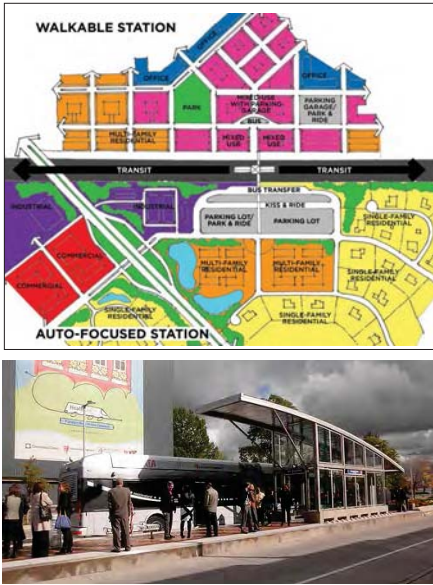 WALKABLE STATION
OFFICE
OFFICE
OFFICE
PARK
MIXED USE
WITH PARKING
GARAGE
PARKING
GARAGE/
PARK &
RIDE
BUS
MULTI-FAMILY
RESIDENTIAL
MIXED
USE
MIXED
USE
TRANSIT
TRANSIT
BUS TRANSFER
KISS & RIDE
INDUSTRIAL
INDUSTRIAL
PARKING LOT/
PARK & RIDE
PARKING LOT
SINGLE-FAMILY
RESIDENTIAL
COMMERCIAL
COMMERCIAL
MULTI-FAMILY
RESIDENTIAL
MULTI-FAMILY
RESIDENTIAL
SINGLE-FAMILY
RESIDENTIAL
SINGLE-FAMILY
RESIDENTIAL
SINGLE-FAMILY
RESIDENTIAL
AUTO-FOCUSED STATION